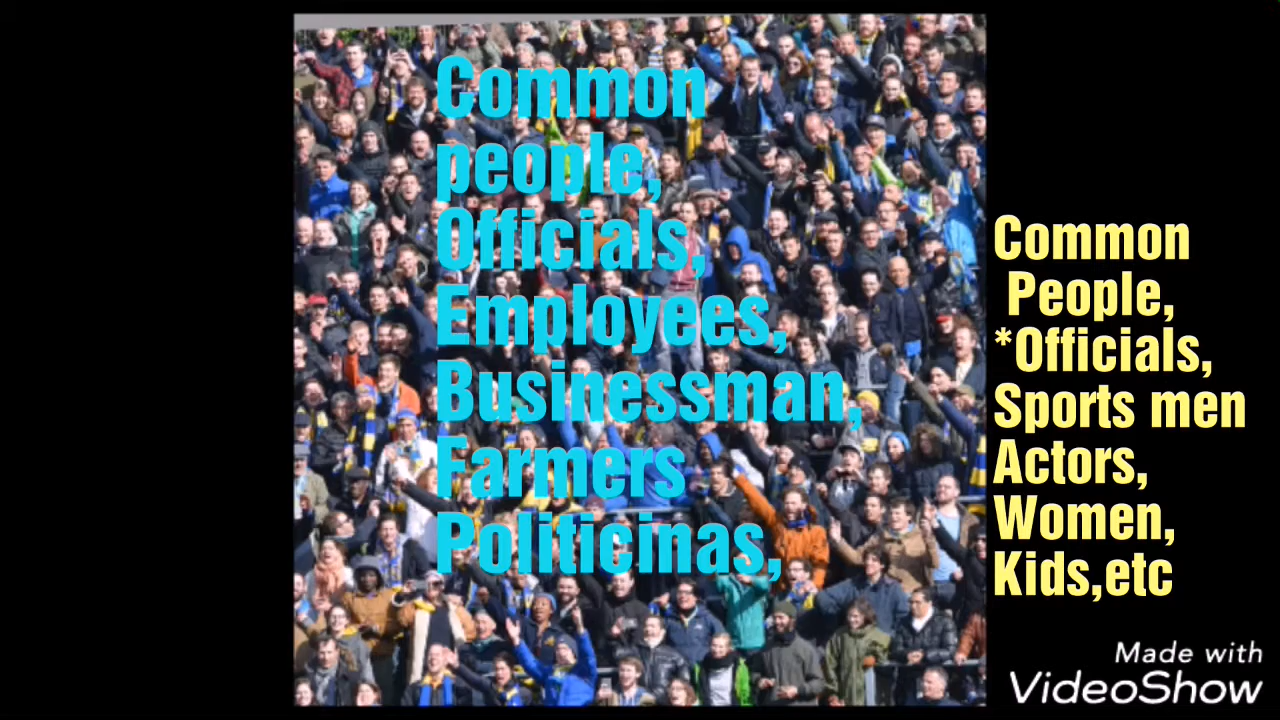 Common
people,
Officials,
Employees,
Businessman,
Farmers
Politicinas,
Common
People,
*Officials,
Sports men
Actors,
Women,
Kids,etc
Made with
VideoShow